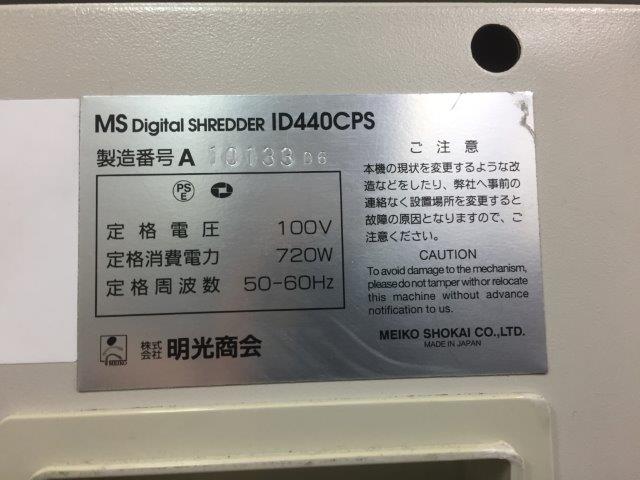 MS Digital SHREDDER ID440CPS
製造番号 A 10133 D6
PS
E
定格電圧 100V
定格消費電力 720W
定格周波数 50-60Hz
MEIKO
株式会社 明光商会
ご注意
本機の現状を変更するような改
造などをしたり、弊社へ事前の
連絡なく設置場所を変更すると
故障の原因となりますので、ご
注意ください。
CAUTION
To avoid damage to the mechanism,
please do not tamper with or relocate
this machine without advance
notification to us.
MEIKO SHOKAI CO.,LTD.
MADE IN JAPAN